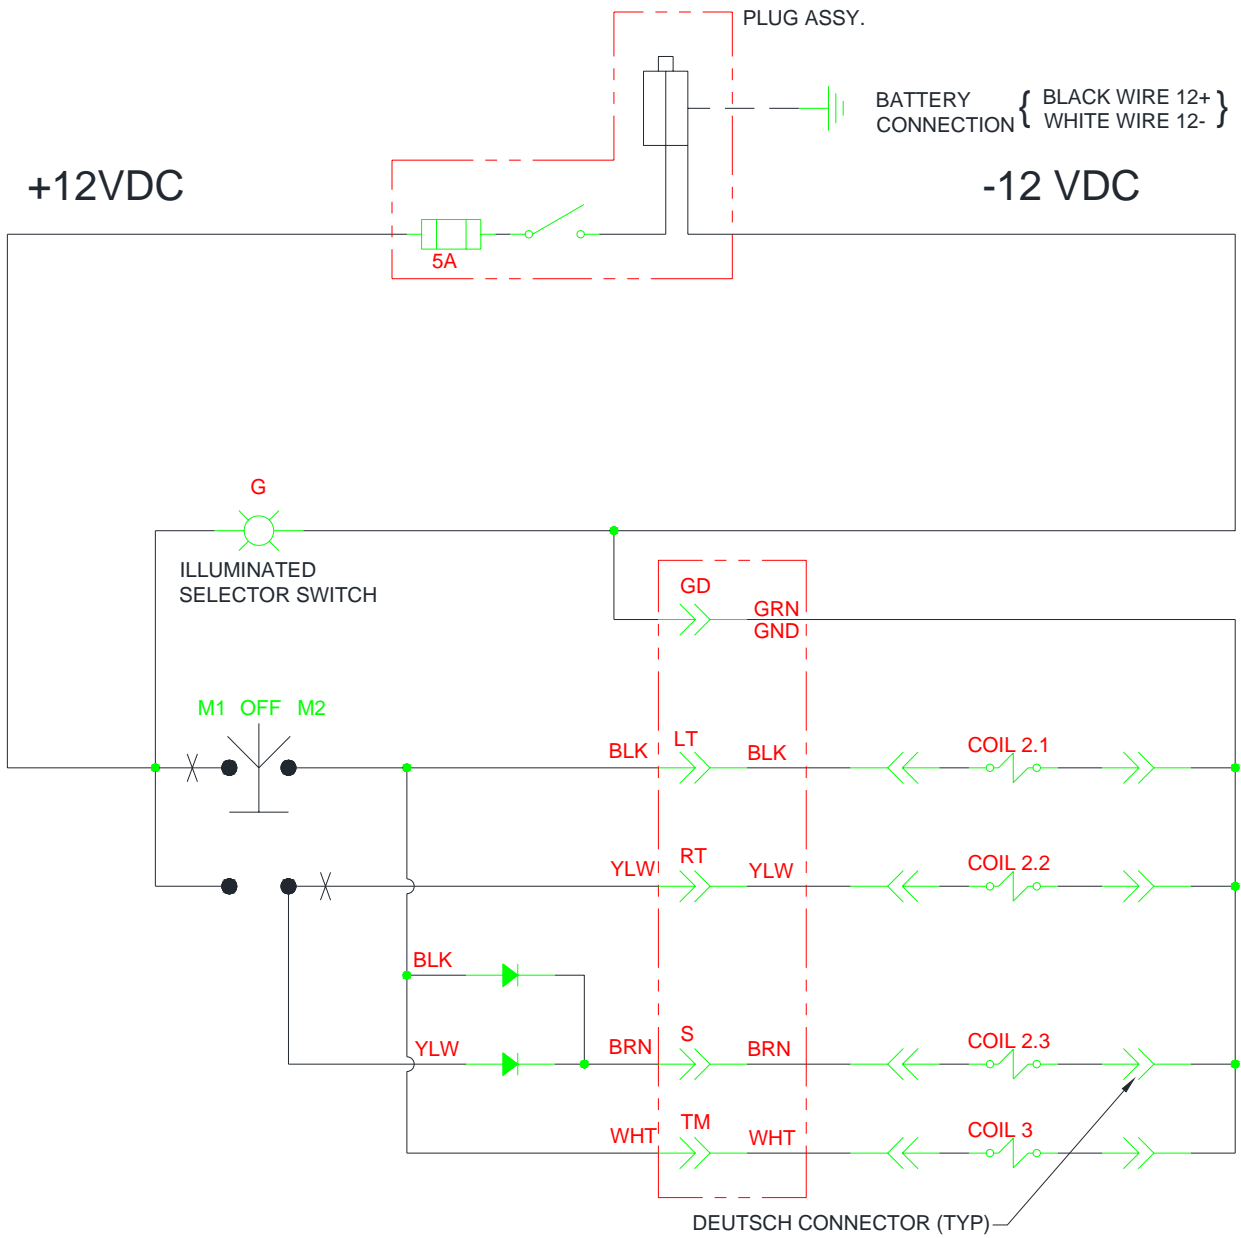 PLUG ASSY.
BATTERY CONNECTION { BLACK WIRE 12+ }
WHITE WIRE 12-
+12VDC
-12 VDC
5A
G
ILLUMINATED
SELECTOR SWITCH
GD
GRN
GND
M1 OFF M2
BLK
LT
BLK
COIL 2.1
YLW
RT
YLW
COIL 2.2
BLK
YLW
BRN
S
BRN
COIL 2.3
WHT
TM
WHT
COIL 3
DEUTSCH CONNECTOR (TYP)